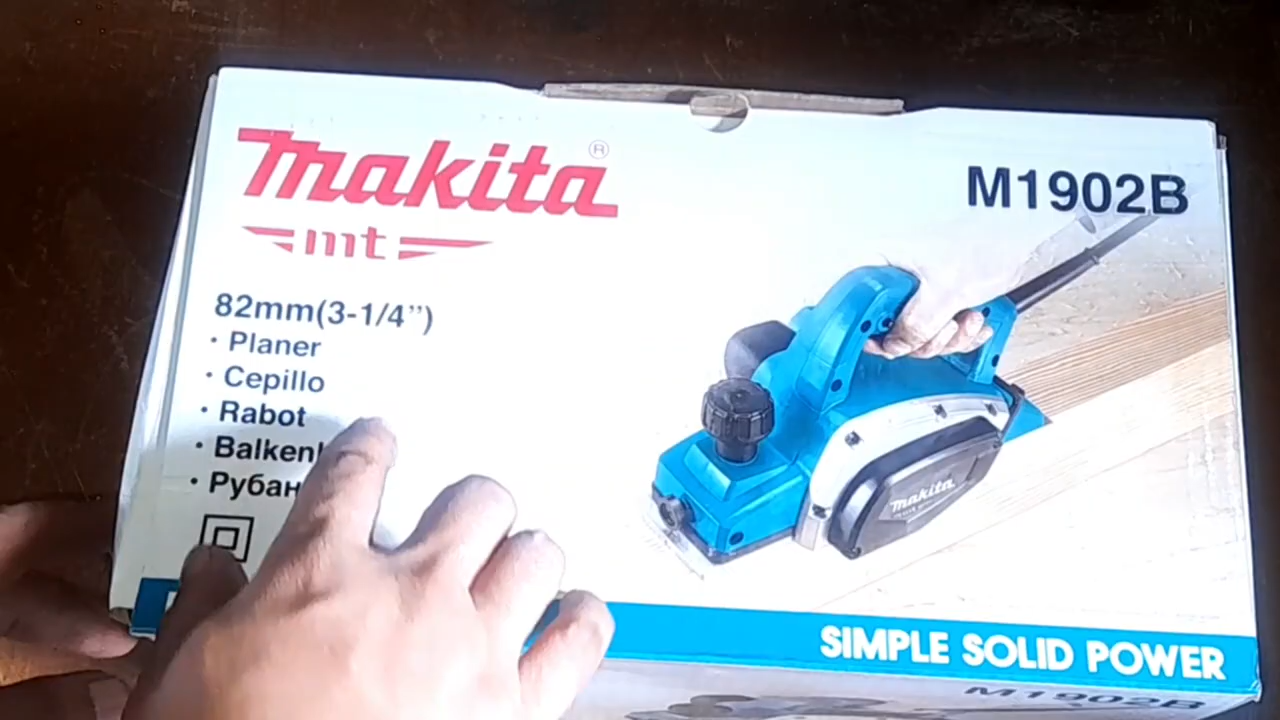 makita®
mt
M1902B
82mm(3-1/4")
• Planer
• Cepillo
• Rabot
makita
SIMPLE SOLID POWER
M1902B